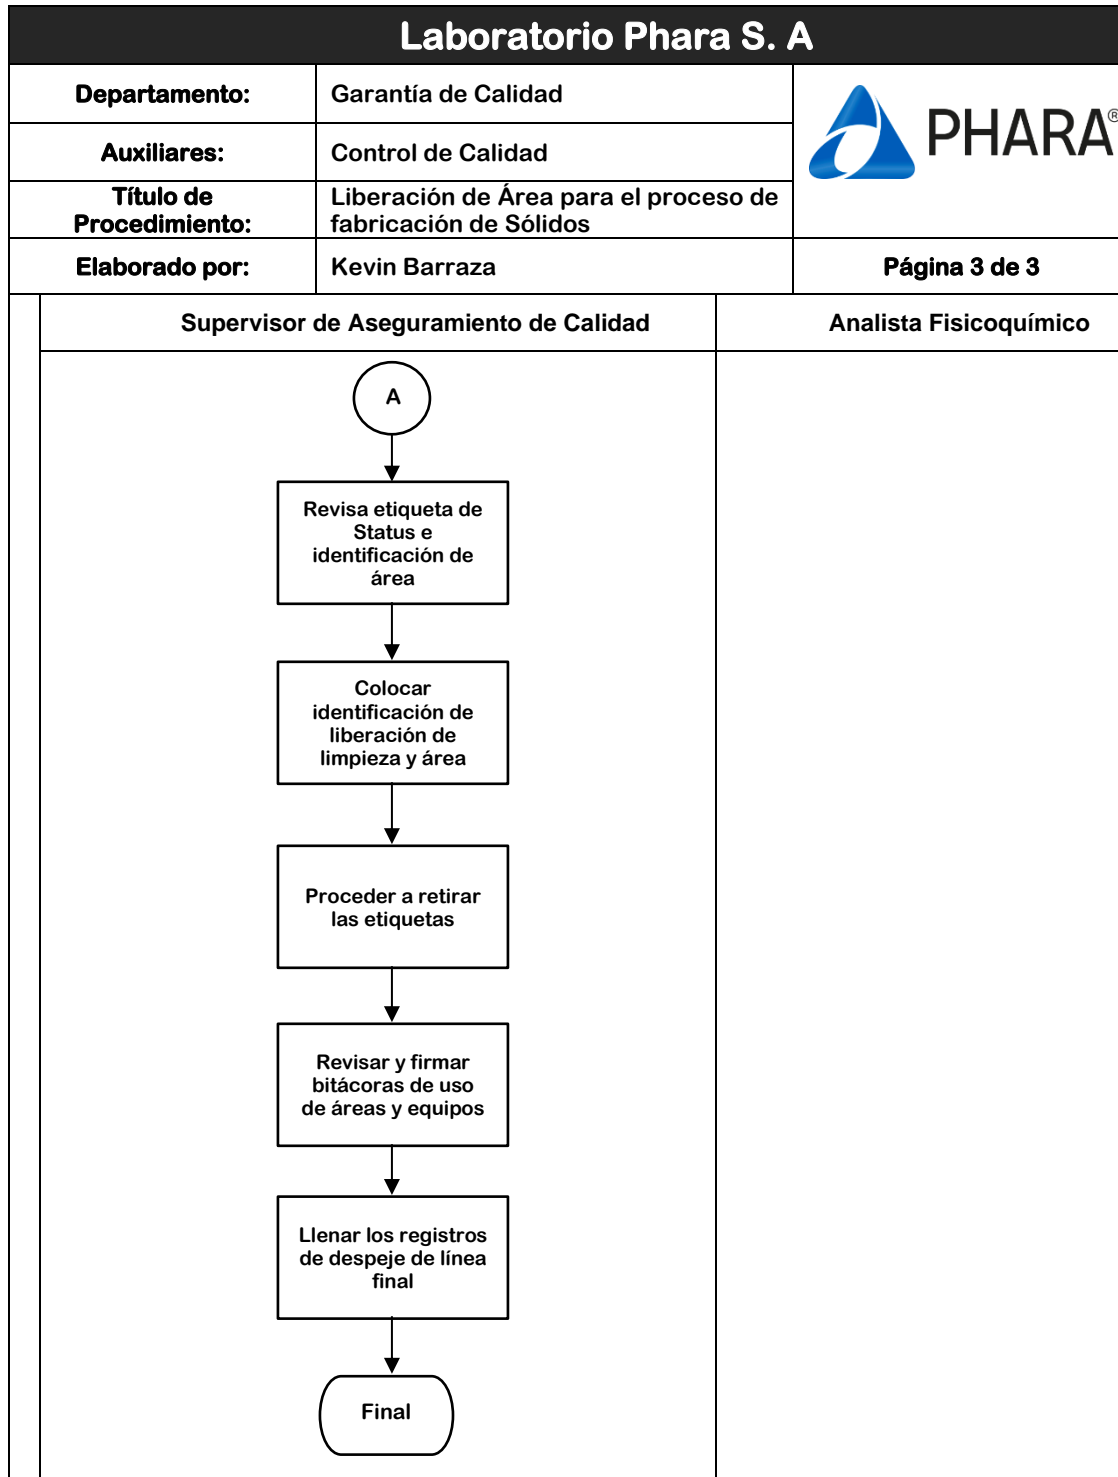 Laboratorio Phara S. A
Departamento:
Garantía de Calidad
PHARA®
Auxiliares:
Control de Calidad
Título de
Procedimiento:
Liberación de Área para el proceso de
fabricación de Sólidos
Elaborado por:
Kevin Barraza
Página 3 de 3
Supervisor de Aseguramiento de Calidad
Analista Fisicoquímico
A
Revisa etiqueta de
Status e
identificación de
área
Colocar
identificación de
liberación de
limpieza y área
Proceder a retirar
las etiquetas
Revisar y firmar
bitácoras de uso
de áreas y equipos
Llenar los registros
de despeje de línea
final
Final